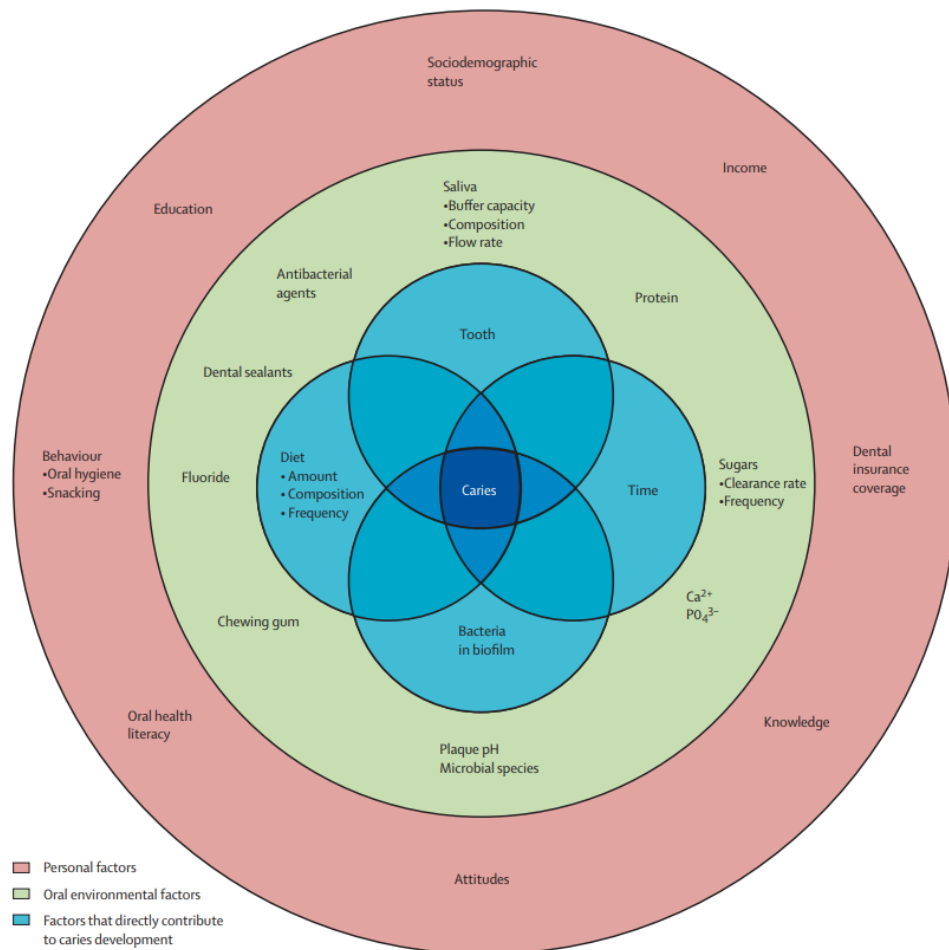 Sociodemographic
status
Income
Education
Saliva
•Buffer capacity
•Composition
•Flow rate
Antibacterial
agents
Protein
Tooth
Dental sealants
Behaviour
•Oral hygiene
•Snacking
Fluoride
Diet
• Amount
• Composition
• Frequency
Caries
Time
Sugars
•Clearance rate
•Frequency
Dental
insurance
coverage
Ca²⁺
PO₄³⁻
Chewing gum
Bacteria
in biofilm
Oral health
literacy
Knowledge
Plaque pH
Microbial species
Attitudes
Personal factors
Oral environmental factors
Factors that directly contribute
to caries development